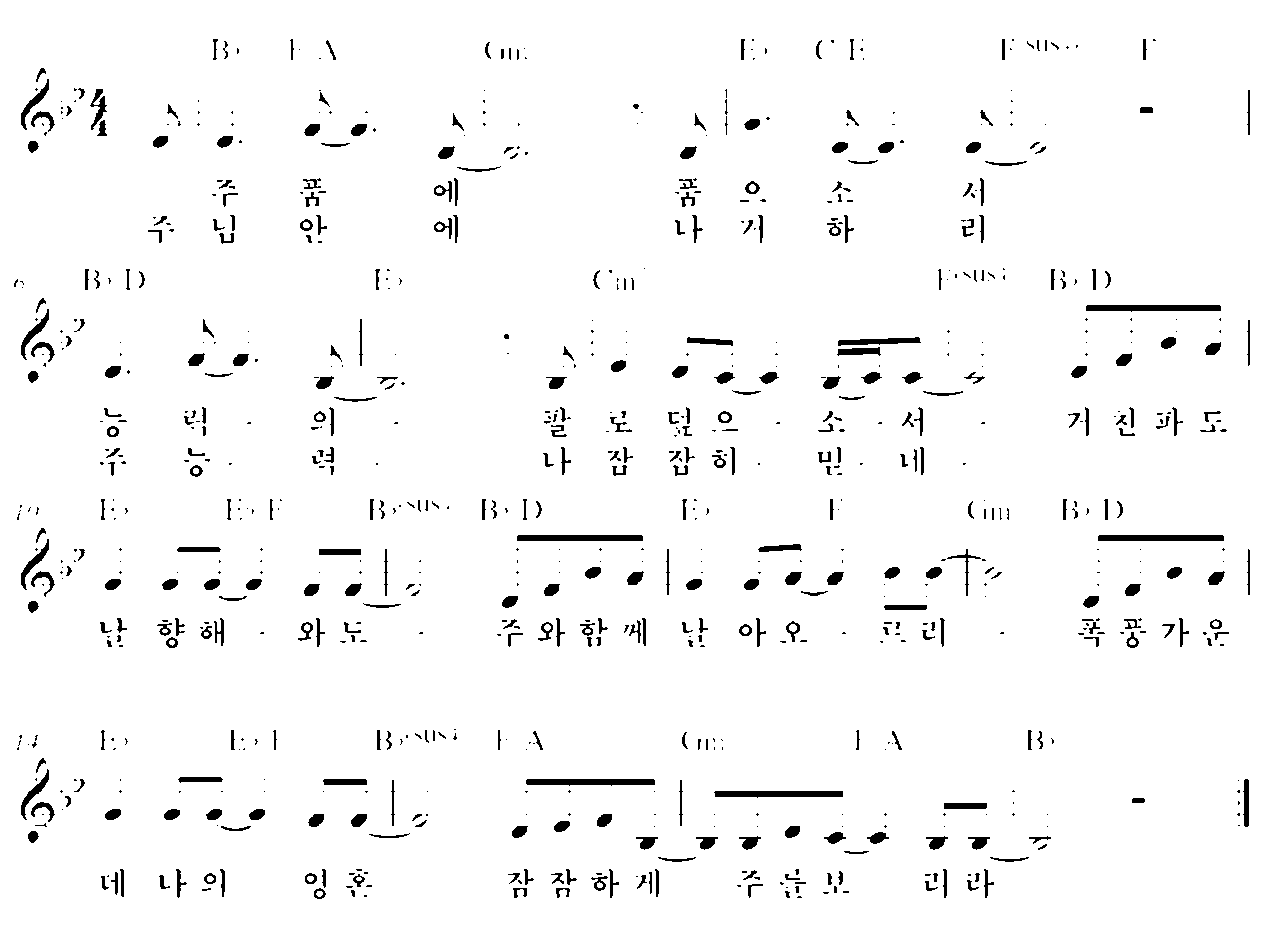 B♭ F A Gm E♭ C E Fsus4 F
주 품 에 품 으 소 서
주 님 안 에 나 거 하 리
6 B♭ D E♭ Cm7 Fsus4 B♭ D
능 력 - 의 - 팔 로 덮 으 - 소 - 서 - 거 친 파 도
주 능 - 력 - 나 잠 잠 히 - 믿 - 네 -
10 E♭ E♭ F B♭sus4 B♭ D E♭ F Gm B♭ D
날 향 해 - 와 도 - 주 와 함 께 날 아 오 - 르 리 - 폭 풍 가 운
14 E♭ E♭ F B♭sus4 F A Gm F A B♭
데 나 의 영 혼 잠 잠 하 게 주 를 보 리 라